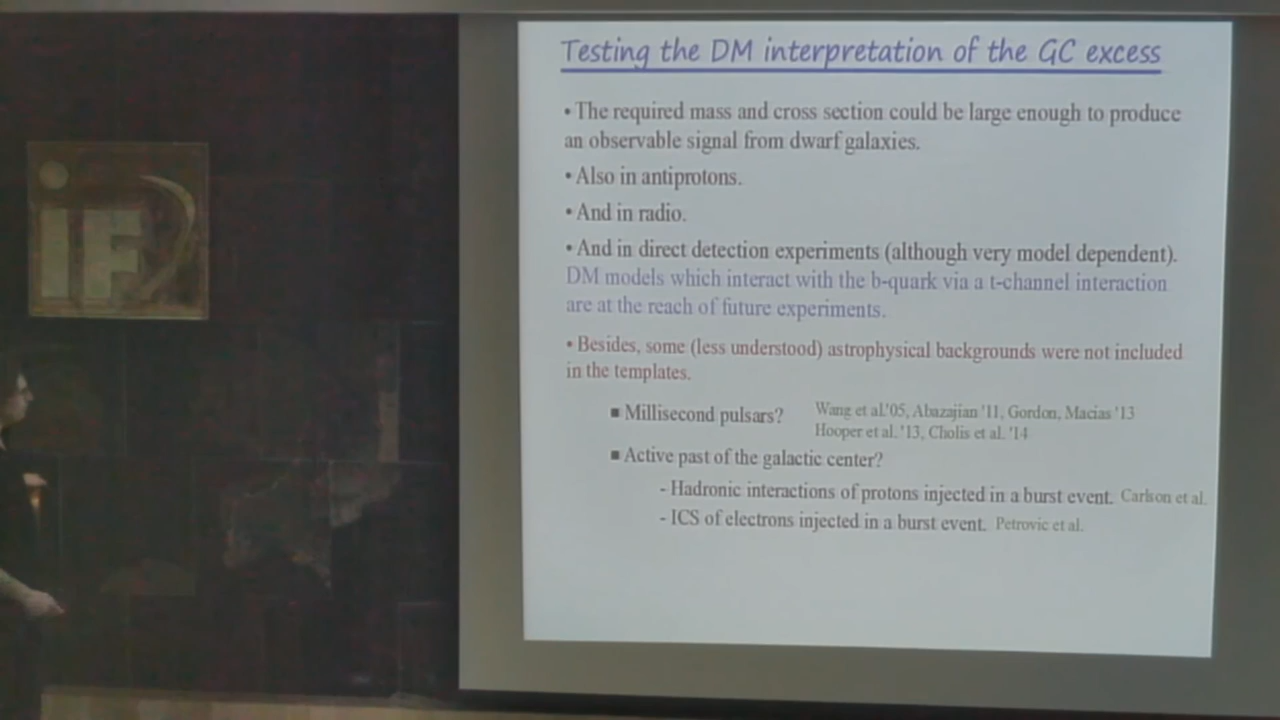 Testing the DM interpretation of the GC excess
• The required mass and cross section could be large enough to produce
an observable signal from dwarf galaxies.
• Also in antiprotons.
• And in radio.
• And in direct detection experiments (although very model dependent).
DM models which interact with the b-quark via a t-channel interaction
are at the reach of future experiments.
• Besides, some (less understood) astrophysical backgrounds were not included
in the templates.
▪ Millisecond pulsars? Wang et al.'05, Abazajian '11, Gordon, Macias '13
Hooper et al. '13, Cholis et al. '14
▪ Active past of the galactic center?
- Hadronic interactions of protons injected in a burst event. Carlson et al.
- ICS of electrons injected in a burst event. Petrovic et al.
iF